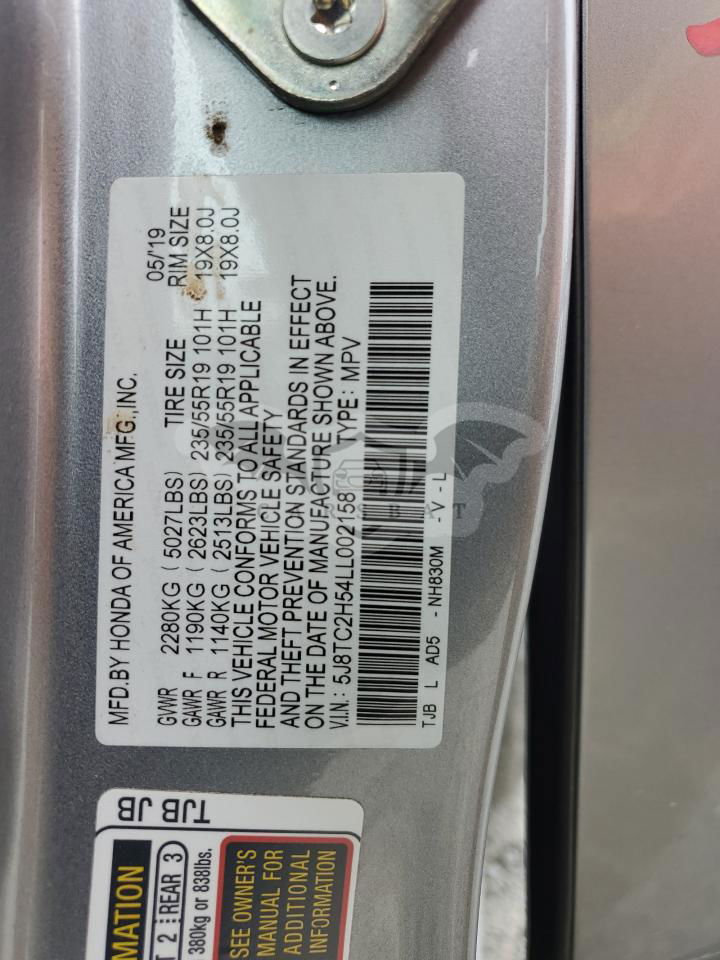 MFD.BY HONDA OF AMERICA MFG.,INC.
05/'19
GVWR 2280KG ( 5027LBS) TIRE SIZE RIM SIZE
GAWR F 1190KG ( 2623LBS) 235/55R19 101H 19X8.0J
GAWR R 1140KG ( 2513LBS) 235/55R19 101H 19X8.0J
THIS VEHICLE CONFORMS TO ALL APPLICABLE
FEDERAL MOTOR VEHICLE SAFETY
AND THEFT PREVENTION STANDARDS IN EFFECT
ON THE DATE OF MANUFACTURE SHOWN ABOVE.
V.I.N.: 5J8TC2H54LL002158 TYPE: MPV
TJB L AD5 -NH830M -V -L
CARSBAT
TJB
JB
MATION
2 REAR 3
380kg or 838lbs.
SEE OWNER'S
MANUAL FOR
ADDITIONAL
INFORMATION